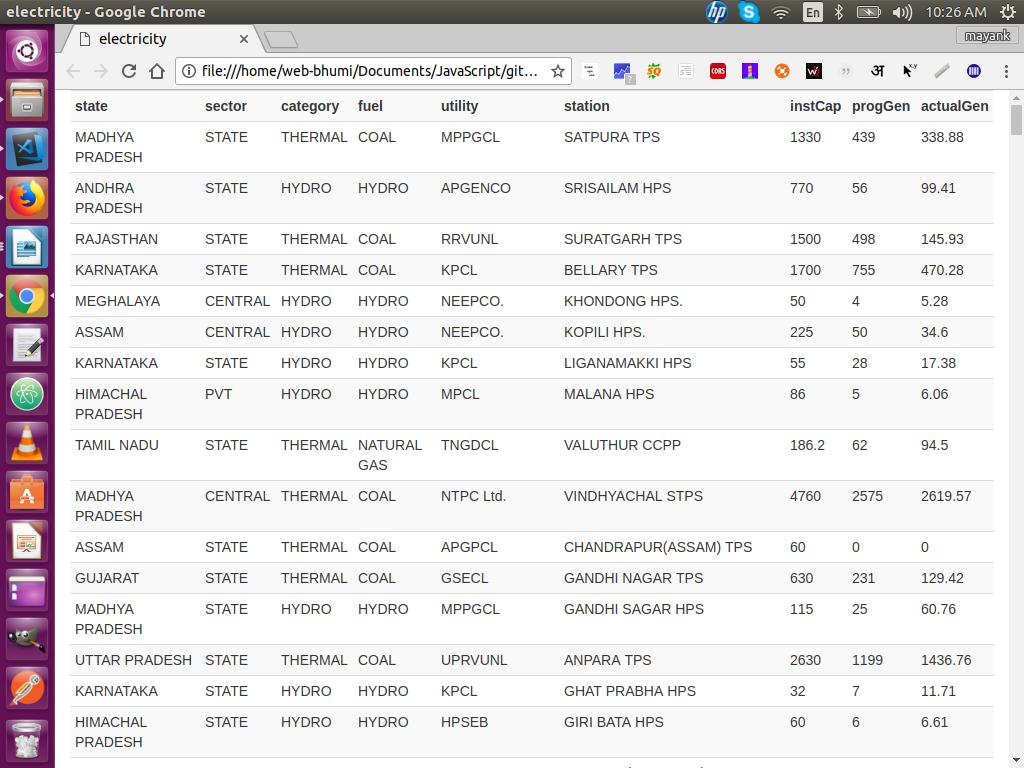 electricity - Google Chrome
En
10:26 AM
electricity
mayank
file:///home/web-bhumi/Documents/JavaScript/git…
CORS
अ
x,y
state sector category fuel utility station instCap progGen actualGen
MADHYA PRADESH STATE THERMAL COAL MPPGCL SATPURA TPS 1330 439 338.88
ANDHRA PRADESH STATE HYDRO HYDRO APGENCO SRISAILAM HPS 770 56 99.41
RAJASTHAN STATE THERMAL COAL RRVUNL SURATGARH TPS 1500 498 145.93
KARNATAKA STATE THERMAL COAL KPCL BELLARY TPS 1700 755 470.28
MEGHALAYA CENTRAL HYDRO HYDRO NEEPCO. KHONDONG HPS. 50 4 5.28
ASSAM CENTRAL HYDRO HYDRO NEEPCO. KOPILI HPS. 225 50 34.6
KARNATAKA STATE HYDRO HYDRO KPCL LIGANAMAKKI HPS 55 28 17.38
HIMACHAL PRADESH PVT HYDRO HYDRO MPCL MALANA HPS 86 5 6.06
TAMIL NADU STATE THERMAL NATURAL GAS TNGDCL VALUTHUR CCPP 186.2 62 94.5
MADHYA PRADESH CENTRAL THERMAL COAL NTPC Ltd. VINDHYACHAL STPS 4760 2575 2619.57
ASSAM STATE THERMAL COAL APGPCL CHANDRAPUR(ASSAM) TPS 60 0 0
GUJARAT STATE THERMAL COAL GSECL GANDHI NAGAR TPS 630 231 129.42
MADHYA PRADESH STATE HYDRO HYDRO MPPGCL GANDHI SAGAR HPS 115 25 60.76
UTTAR PRADESH STATE THERMAL COAL UPRVUNL ANPARA TPS 2630 1199 1436.76
KARNATAKA STATE HYDRO HYDRO KPCL GHAT PRABHA HPS 32 7 11.71
HIMACHAL PRADESH STATE HYDRO HYDRO HPSEB GIRI BATA HPS 60 6 6.61